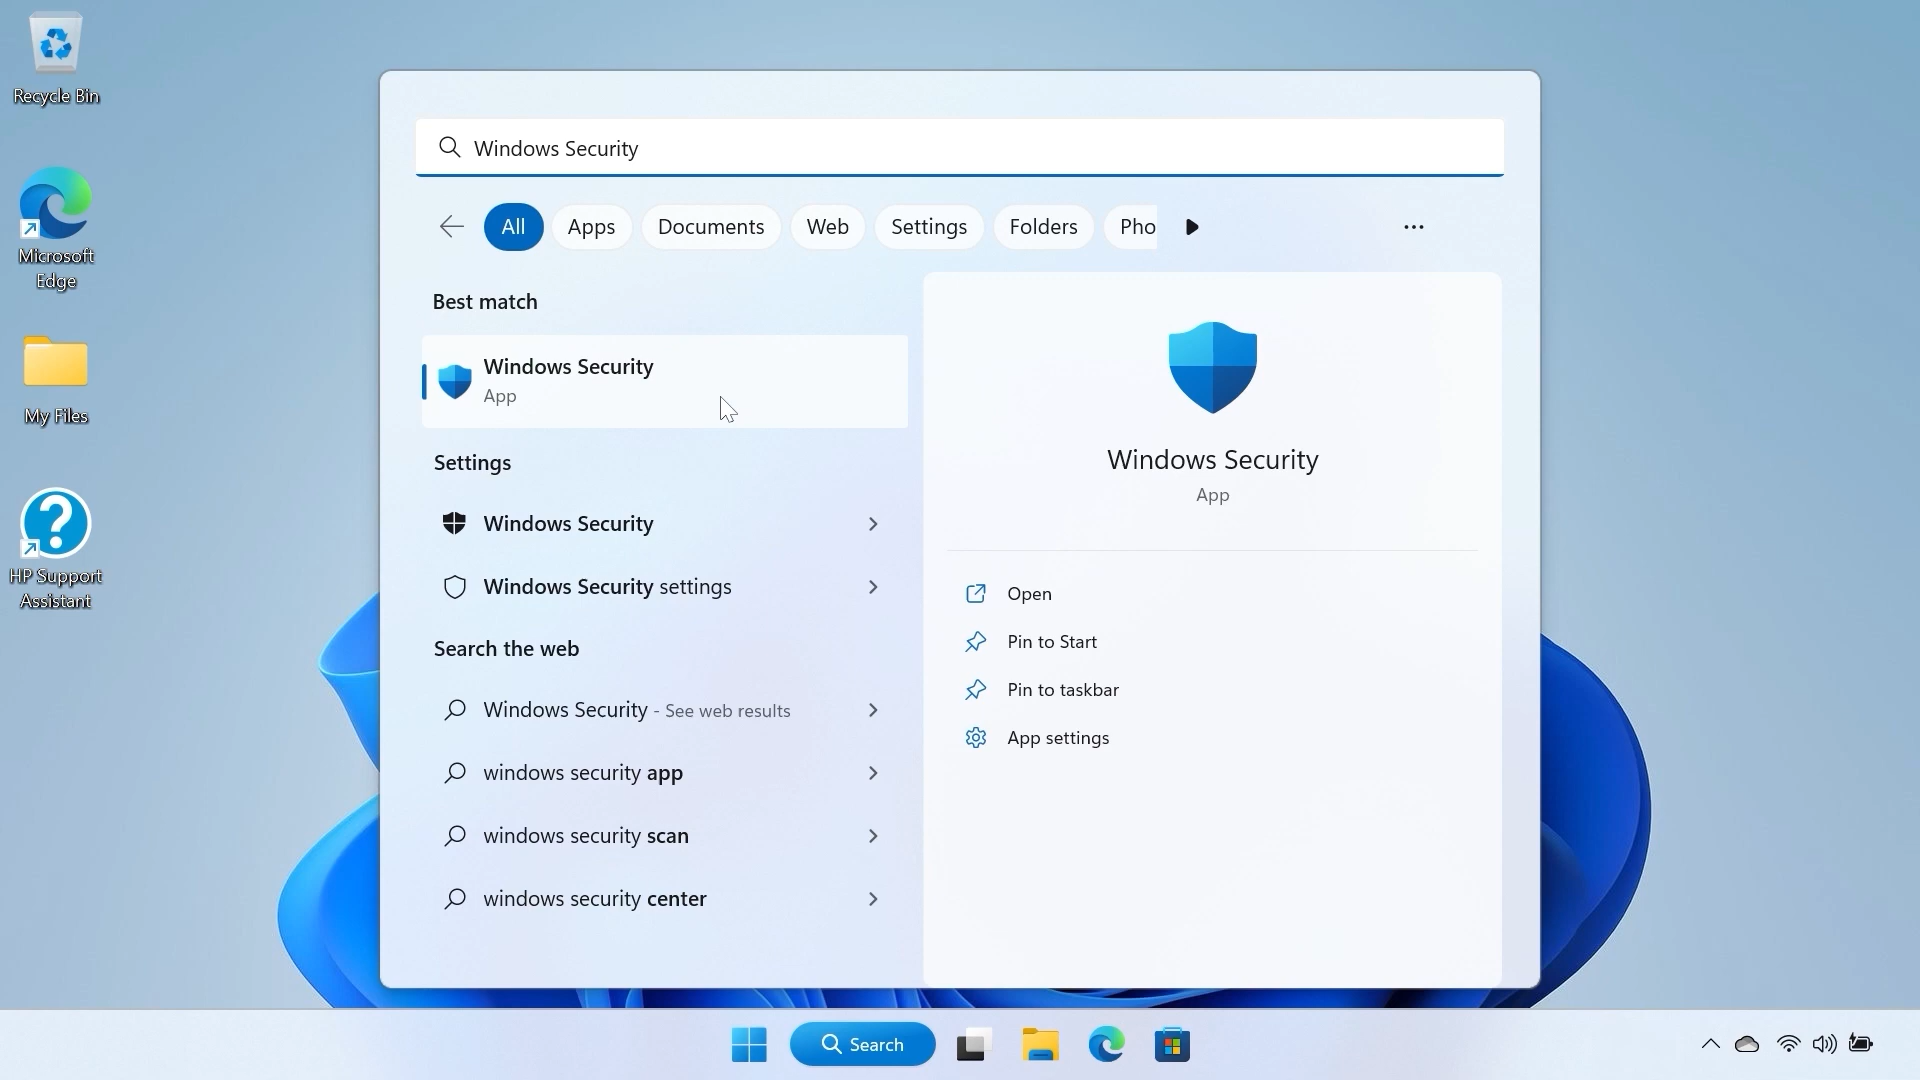 Recycle Bin
Microsoft
Edge
My Files
HP Support
Assistant
Windows Security
All
Apps
Documents
Web
Settings
Folders
Pho
Best match
Windows Security
App
Settings
Windows Security
Windows Security settings
Search the web
Windows Security - See web results
windows security app
windows security scan
windows security center
Windows Security
App
Open
Pin to Start
Pin to taskbar
App settings
Search